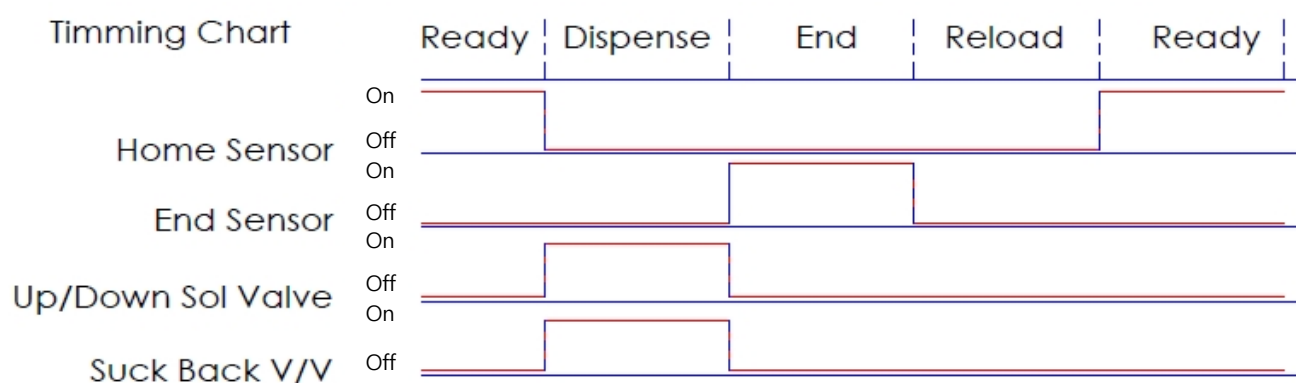 Timming Chart
Ready Dispense End Reload Ready
On
Off
Home Sensor
On
Off
End Sensor
On
Off
Up/Down Sol Valve
On
Off
Suck Back V/V